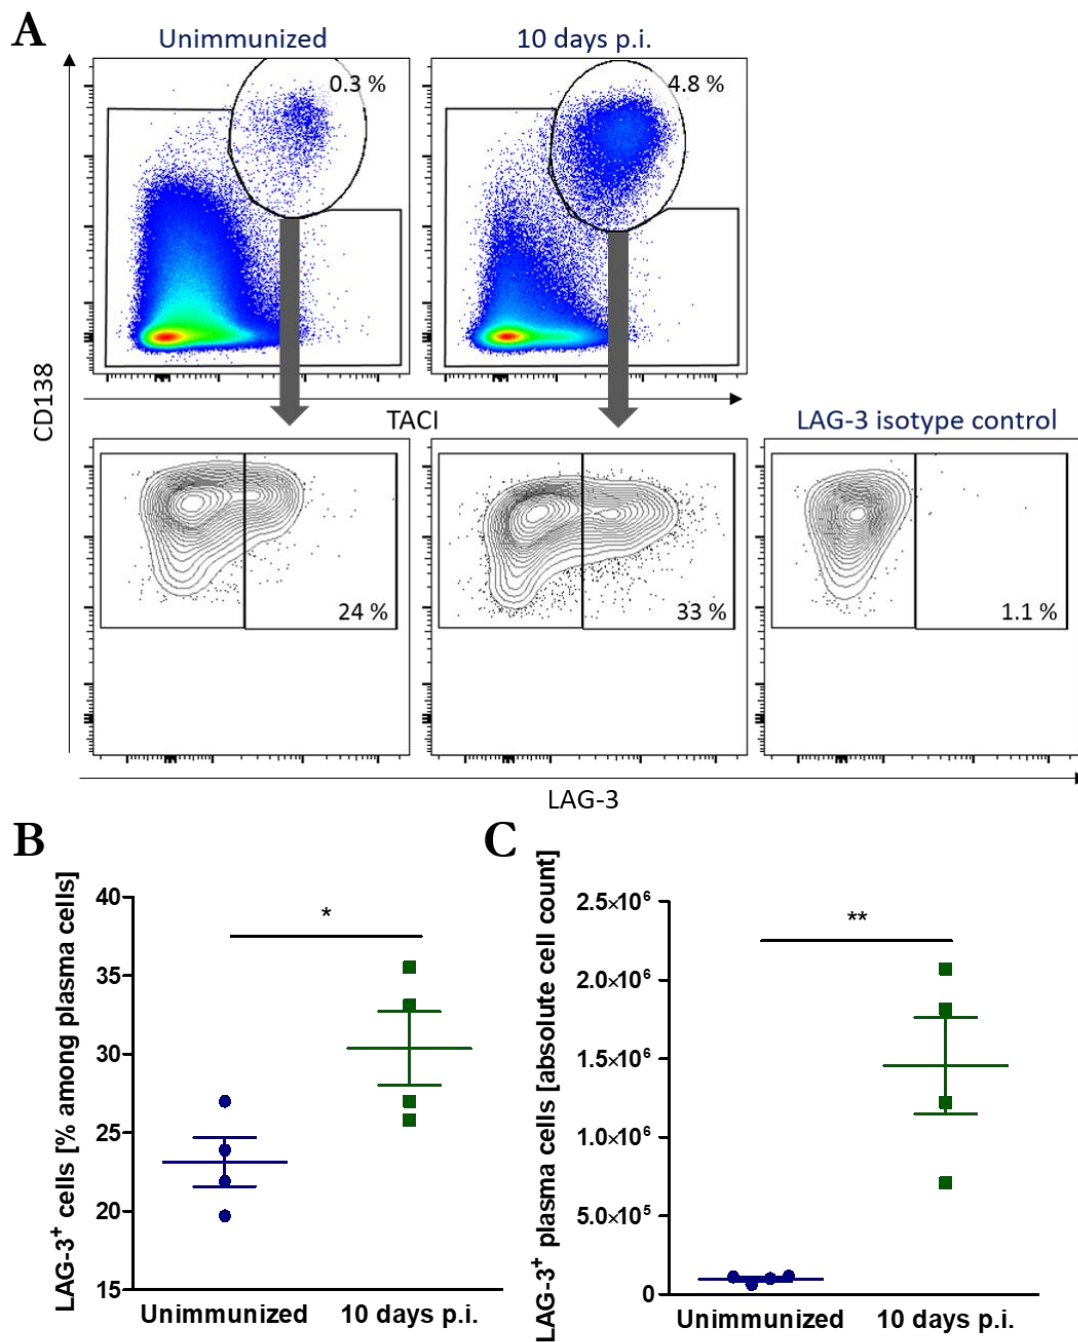 A
Unimmunized
10 days p.i.
0.3 %
4.8 %
CD138
TACI
LAG-3 isotype control
24 %
33 %
1.1 %
LAG-3
B
C
LAG-3⁺ cells [% among plasma cells]
40
35
30
25
20
15
*
Unimmunized
10 days p.i.
LAG-3⁺ plasma cells [absolute cell count]
2.5×10⁶
2.0×10⁶
1.5×10⁶
1.0×10⁶
5.0×10⁵
0
**
Unimmunized
10 days p.i.